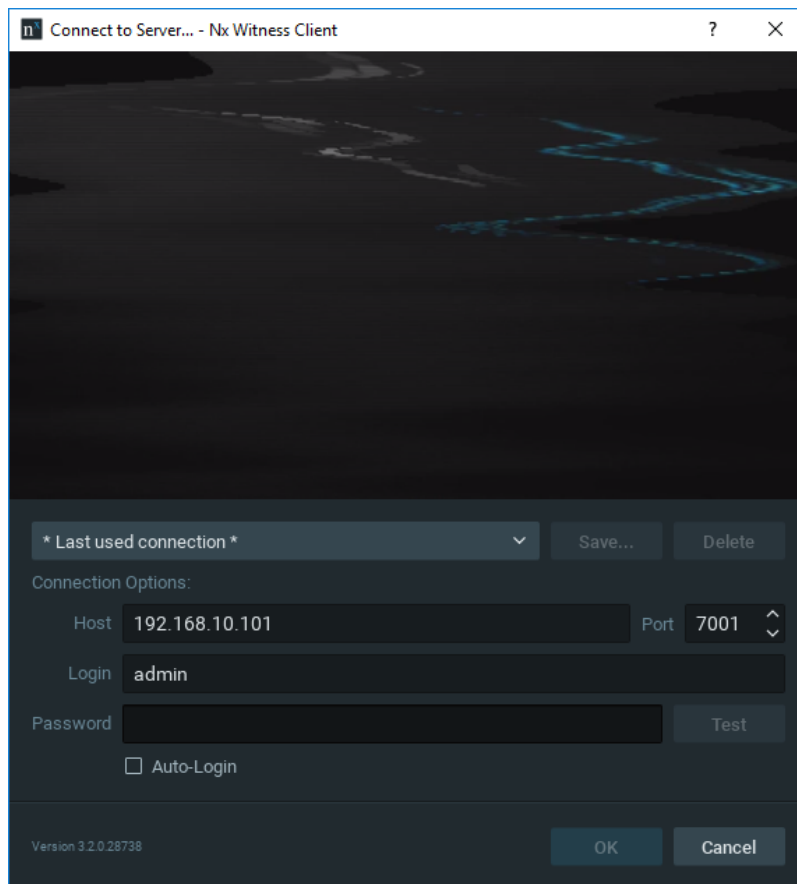 nx Connect to Server... - Nx Witness Client ?
* Last used connection * Save... Delete
Connection Options:
Host 192.168.10.101 Port 7001
Login admin
Password Test
Auto-Login
Version 3.2.0.28738 OK Cancel